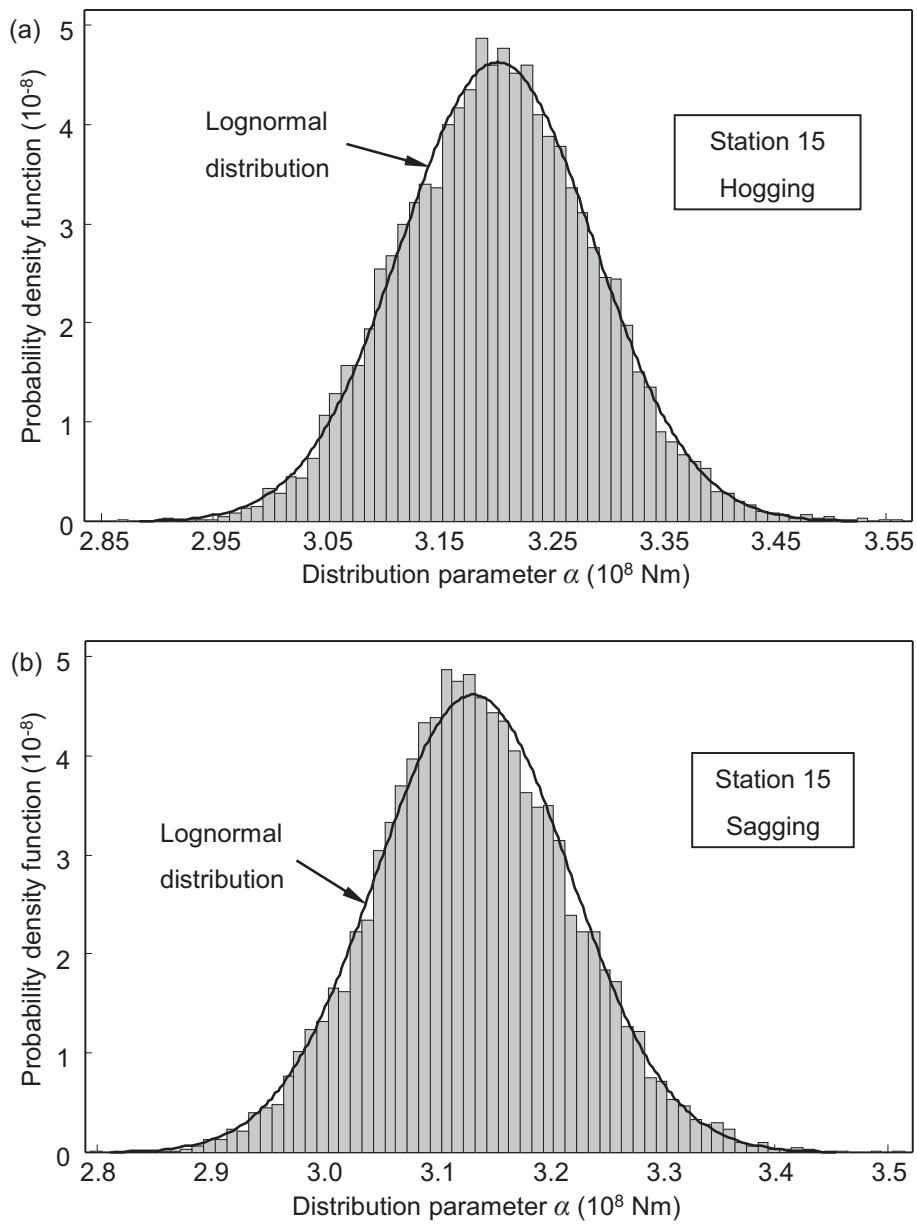 (a)
5
4
3
2
1
0
Probability density function (10⁻⁸)
Lognormal
distribution
Station 15
Hogging
2.85 2.95 3.05 3.15 3.25 3.35 3.45 3.55
Distribution parameter α (10⁸ Nm)
(b)
5
4
3
2
1
0
Probability density function (10⁻⁸)
Lognormal
distribution
Station 15
Sagging
2.8 2.9 3.0 3.1 3.2 3.3 3.4 3.5
Distribution parameter α (10⁸ Nm)